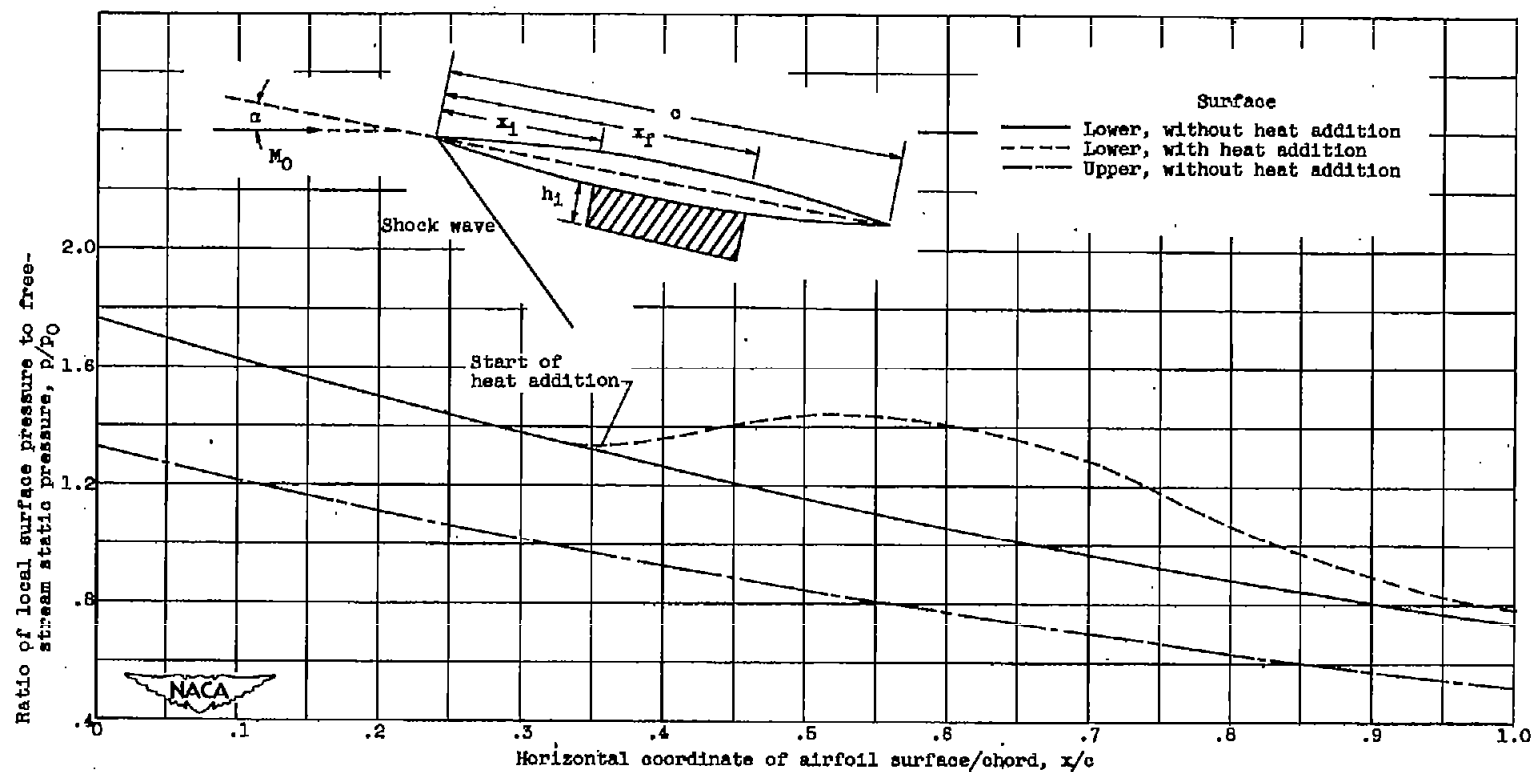 Ratio of local surface pressure to free-
stream static pressure, p/p0
2.0
1.6
1.2
.8
.4
α
M0
x1
xf
c
h1
Shock wave
Start of
heat addition
Surface
Lower, without heat addition
Lower, with heat addition
Upper, without heat addition
NACA
0 .1 .2 .3 .4 .5 .6 .7 .8 .9 1.0
Horizontal coordinate of airfoil surface/chord, x/c